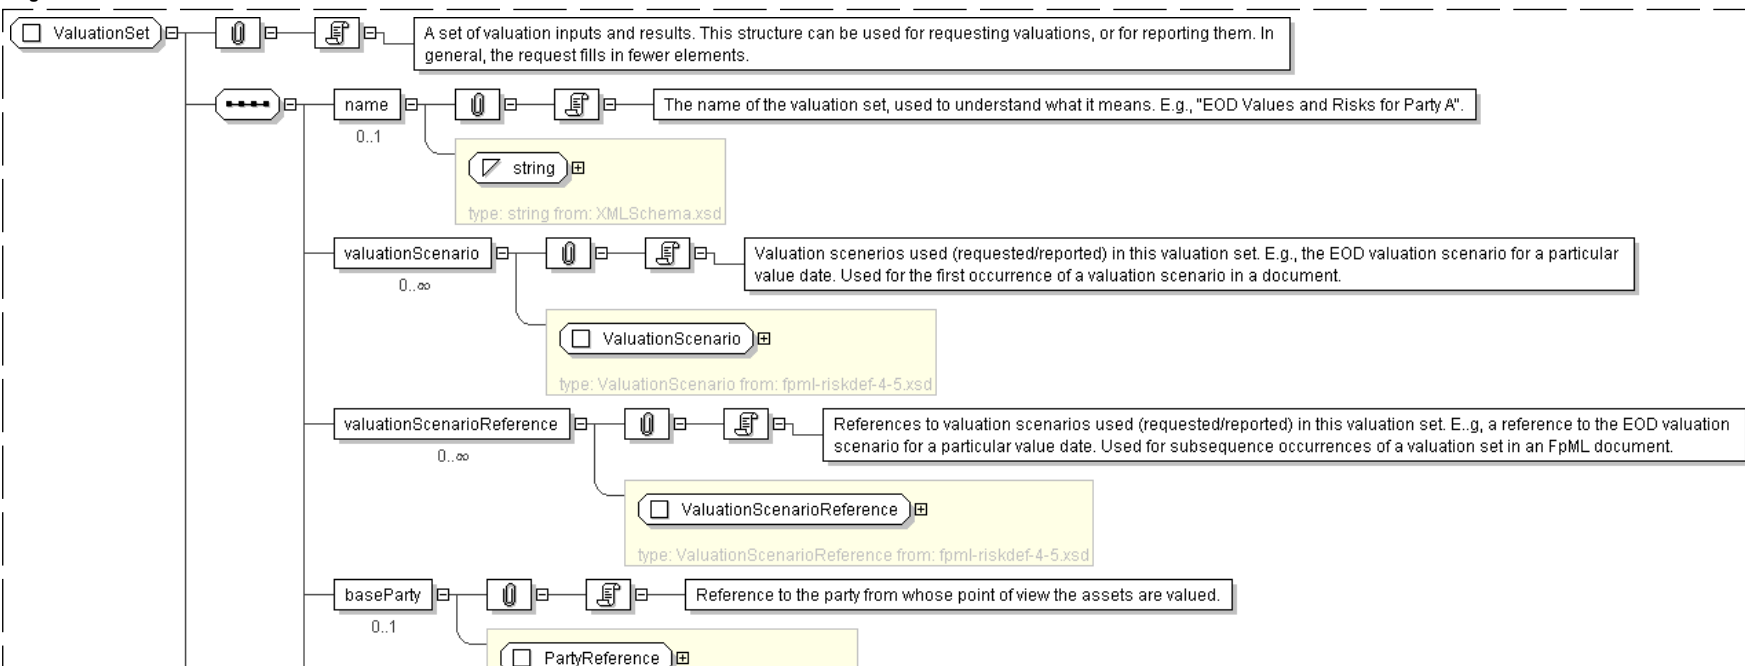 ValuationSet
A set of valuation inputs and results. This structure can be used for requesting valuations, or for reporting them. In
general, the request fills in fewer elements.
name
The name of the valuation set, used to understand what it means. E.g., "EOD Values and Risks for Party A".
0..1
string
type: string from: XMLSchema.xsd
valuationScenario
Valuation scenerios used (requested/reported) in this valuation set. E.g., the EOD valuation scenario for a particular
value date. Used for the first occurrence of a valuation scenario in a document.
0..∞
ValuationScenario
type: ValuationScenario from: fpml-riskdef-4-5.xsd
valuationScenarioReference
References to valuation scenarios used (requested/reported) in this valuation set. E..g, a reference to the EOD valuation
scenario for a particular value date. Used for subsequence occurrences of a valuation set in an FpML document.
0..∞
ValuationScenarioReference
type: ValuationScenarioReference from: fpml-riskdef-4-5.xsd
baseParty
Reference to the party from whose point of view the assets are valued.
0..1
PartyReference